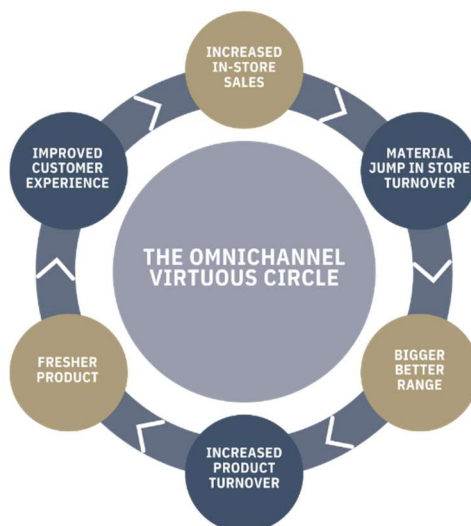 INCREASED
IN-STORE
SALES
MATERIAL
JUMP IN STORE
TURNOVER
BIGGER
BETTER
RANGE
INCREASED
PRODUCT
TURNOVER
FRESHER
PRODUCT
IMPROVED
CUSTOMER
EXPERIENCE
THE OMNICHANNEL
VIRTUOUS CIRCLE